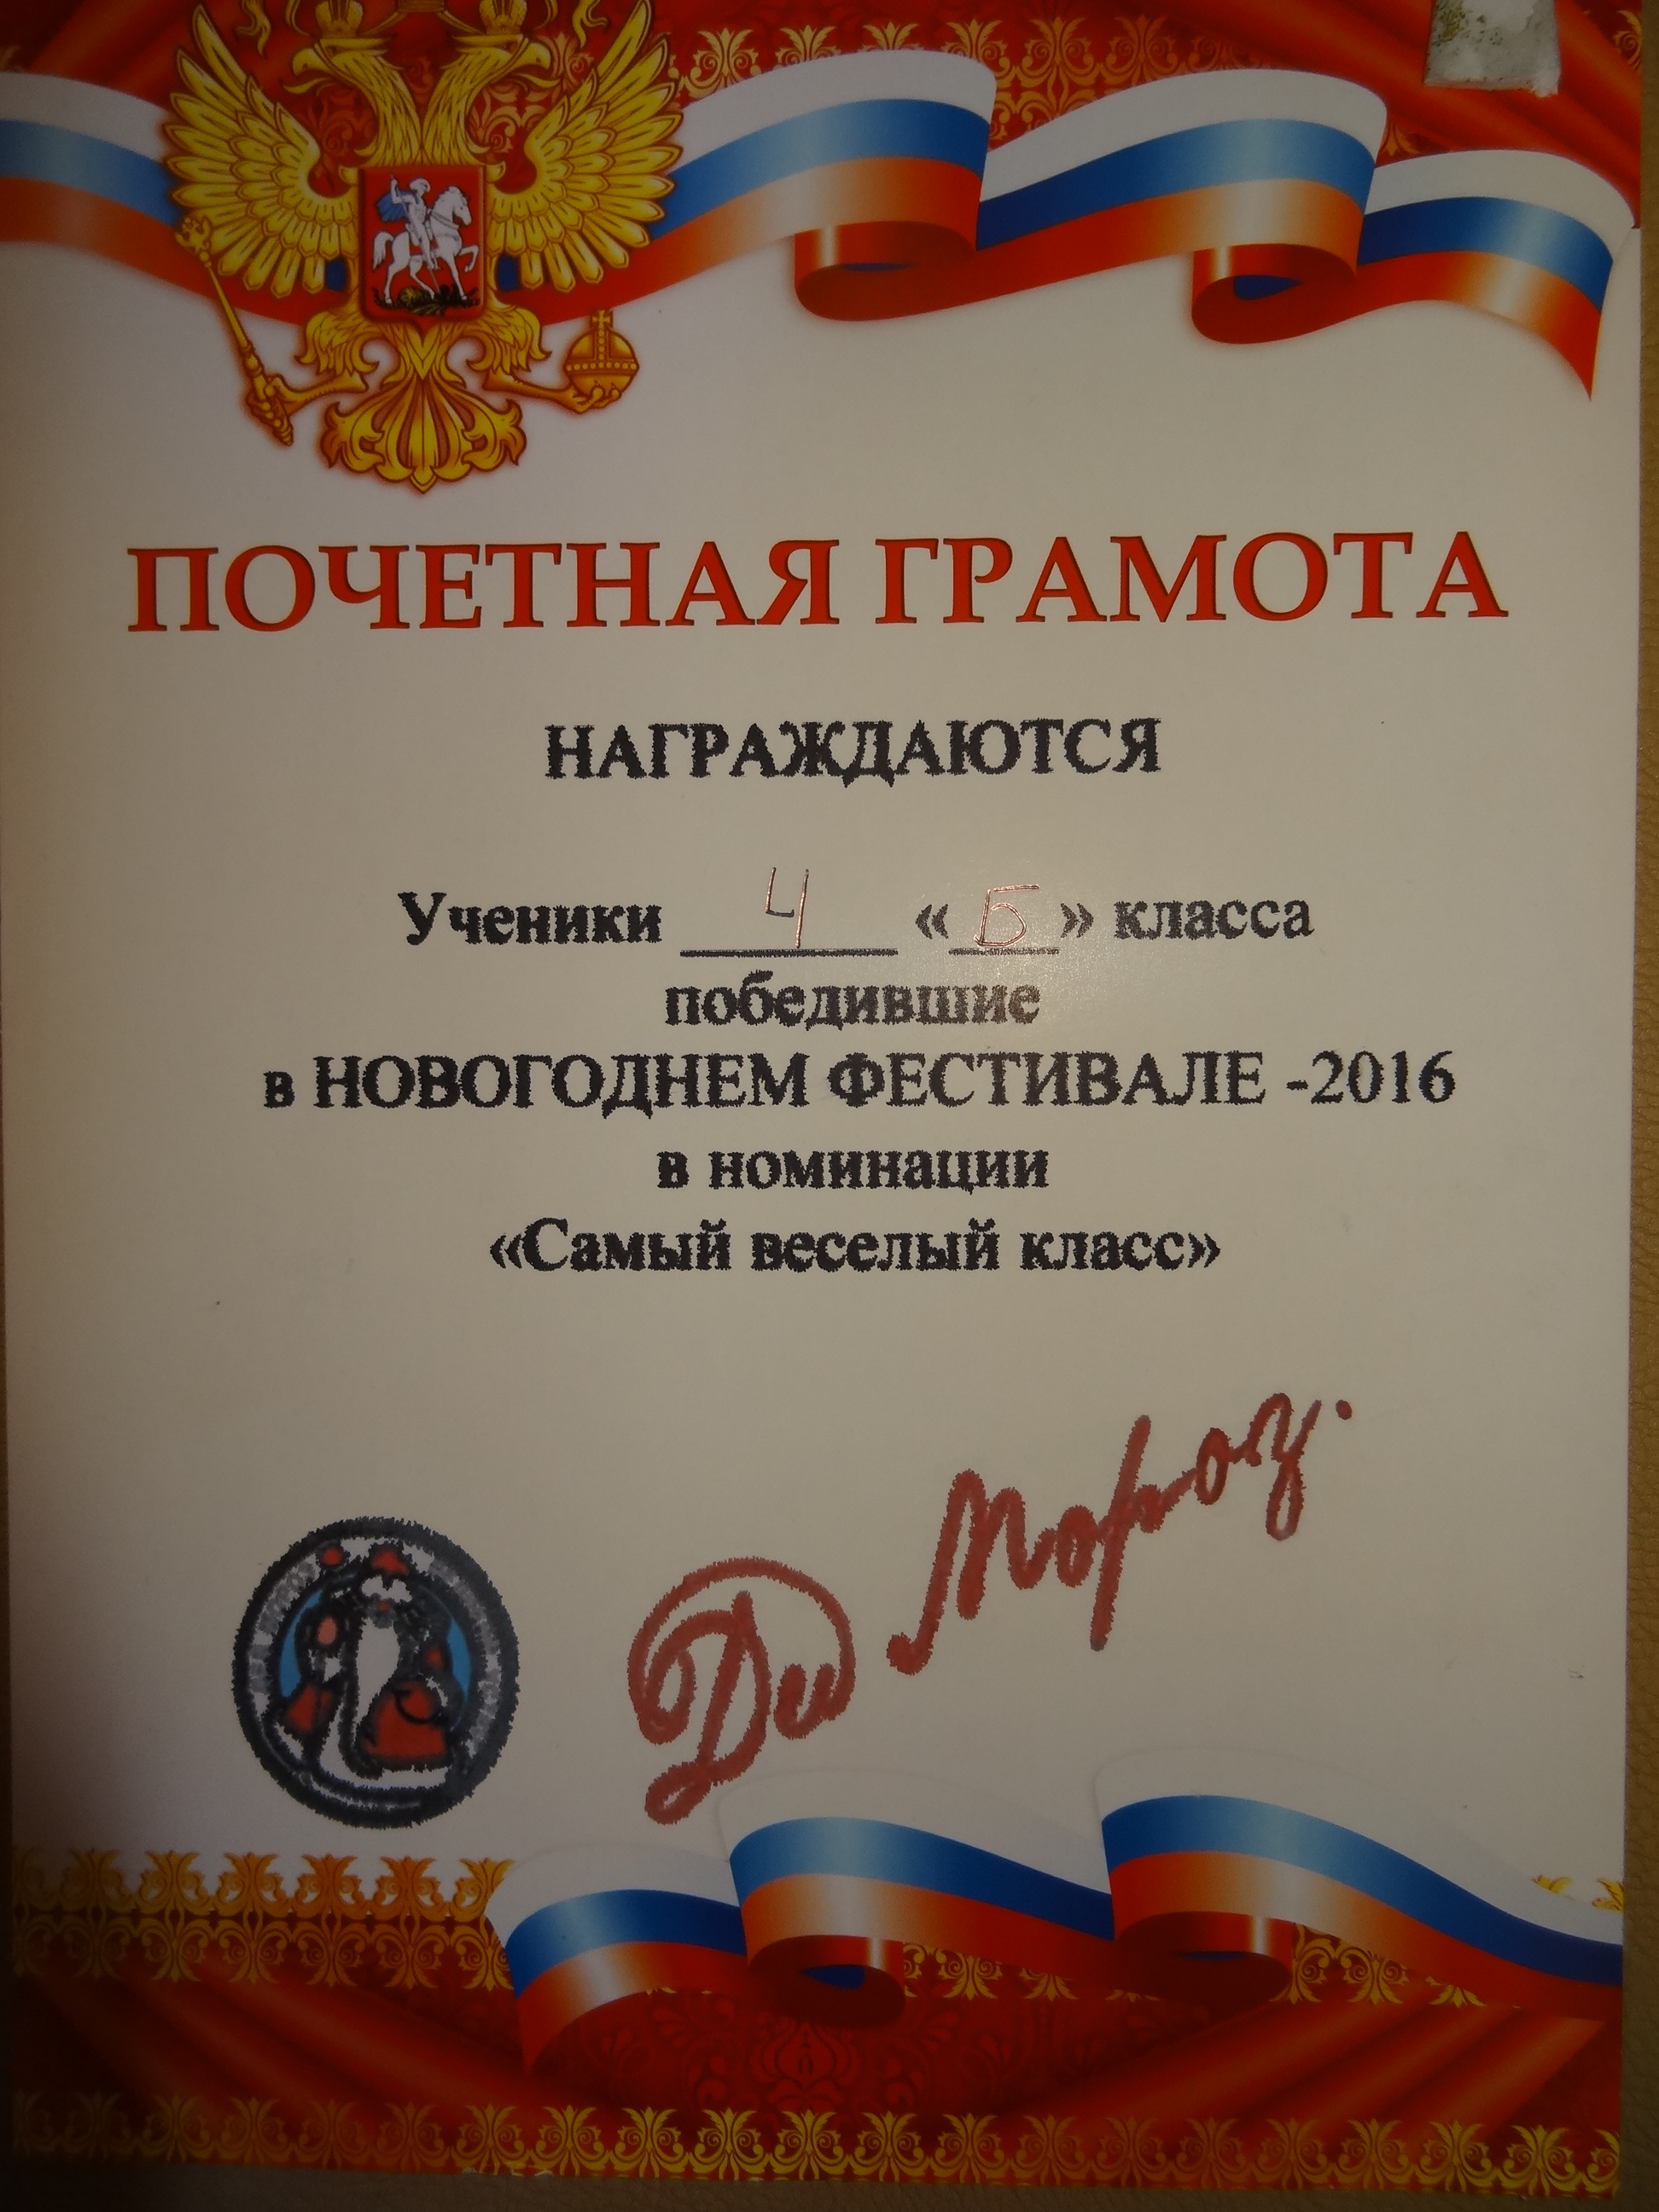 ПОЧЕТНАЯ ГРАМОТА
НАГРАЖДАЮТСЯ
Ученики 4 «Б» класса
победившие
в НОВОГОДНЕМ ФЕСТИВАЛЕ -2016
в номинации
«Самый веселый класс»
Дед Мороз.